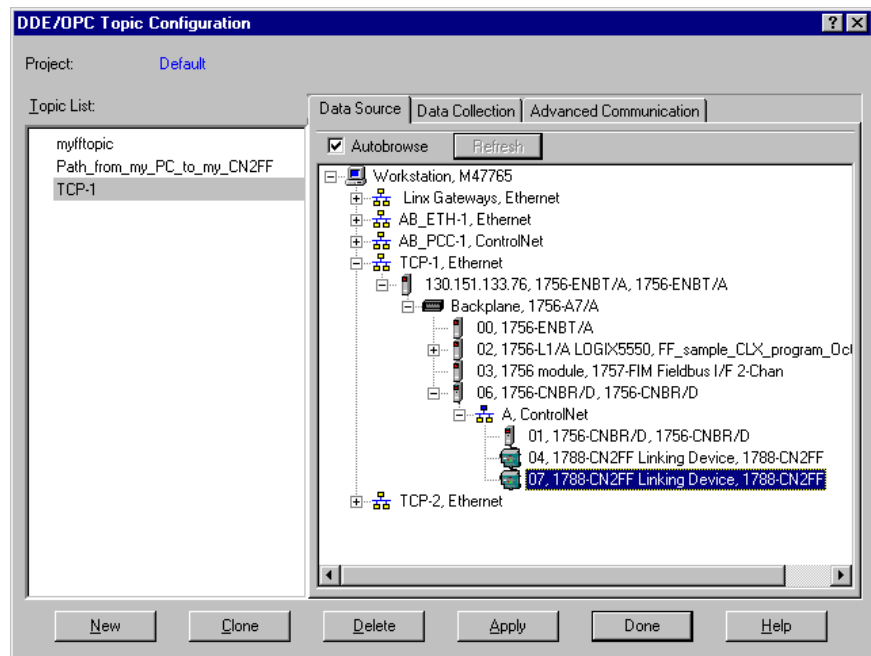 DDE/OPC Topic Configuration
Project: Default
Topic List:
myfftopic
Path_from_my_PC_to_my_CN2FF
TCP-1
Data Source Data Collection Advanced Communication
Autobrowse Refresh
Workstation, M47765
Linx Gateways, Ethernet
AB_ETH-1, Ethernet
AB_PCC-1, ControlNet
TCP-1, Ethernet
130.151.133.76, 1756-ENBT/A, 1756-ENBT/A
Backplane, 1756-A7/A
00, 1756-ENBT/A
02, 1756-L1/A LOGIX5550, FF_sample_CLX_program_Oct
03, 1756 module, 1757-FIM Fieldbus I/F 2-Chan
06, 1756-CNBR/D, 1756-CNBR/D
A, ControlNet
01, 1756-CNBR/D, 1756-CNBR/D
04, 1788-CN2FF Linking Device, 1788-CN2FF
07, 1788-CN2FF Linking Device, 1788-CN2FF
TCP-2, Ethernet
New Clone Delete Apply Done Help